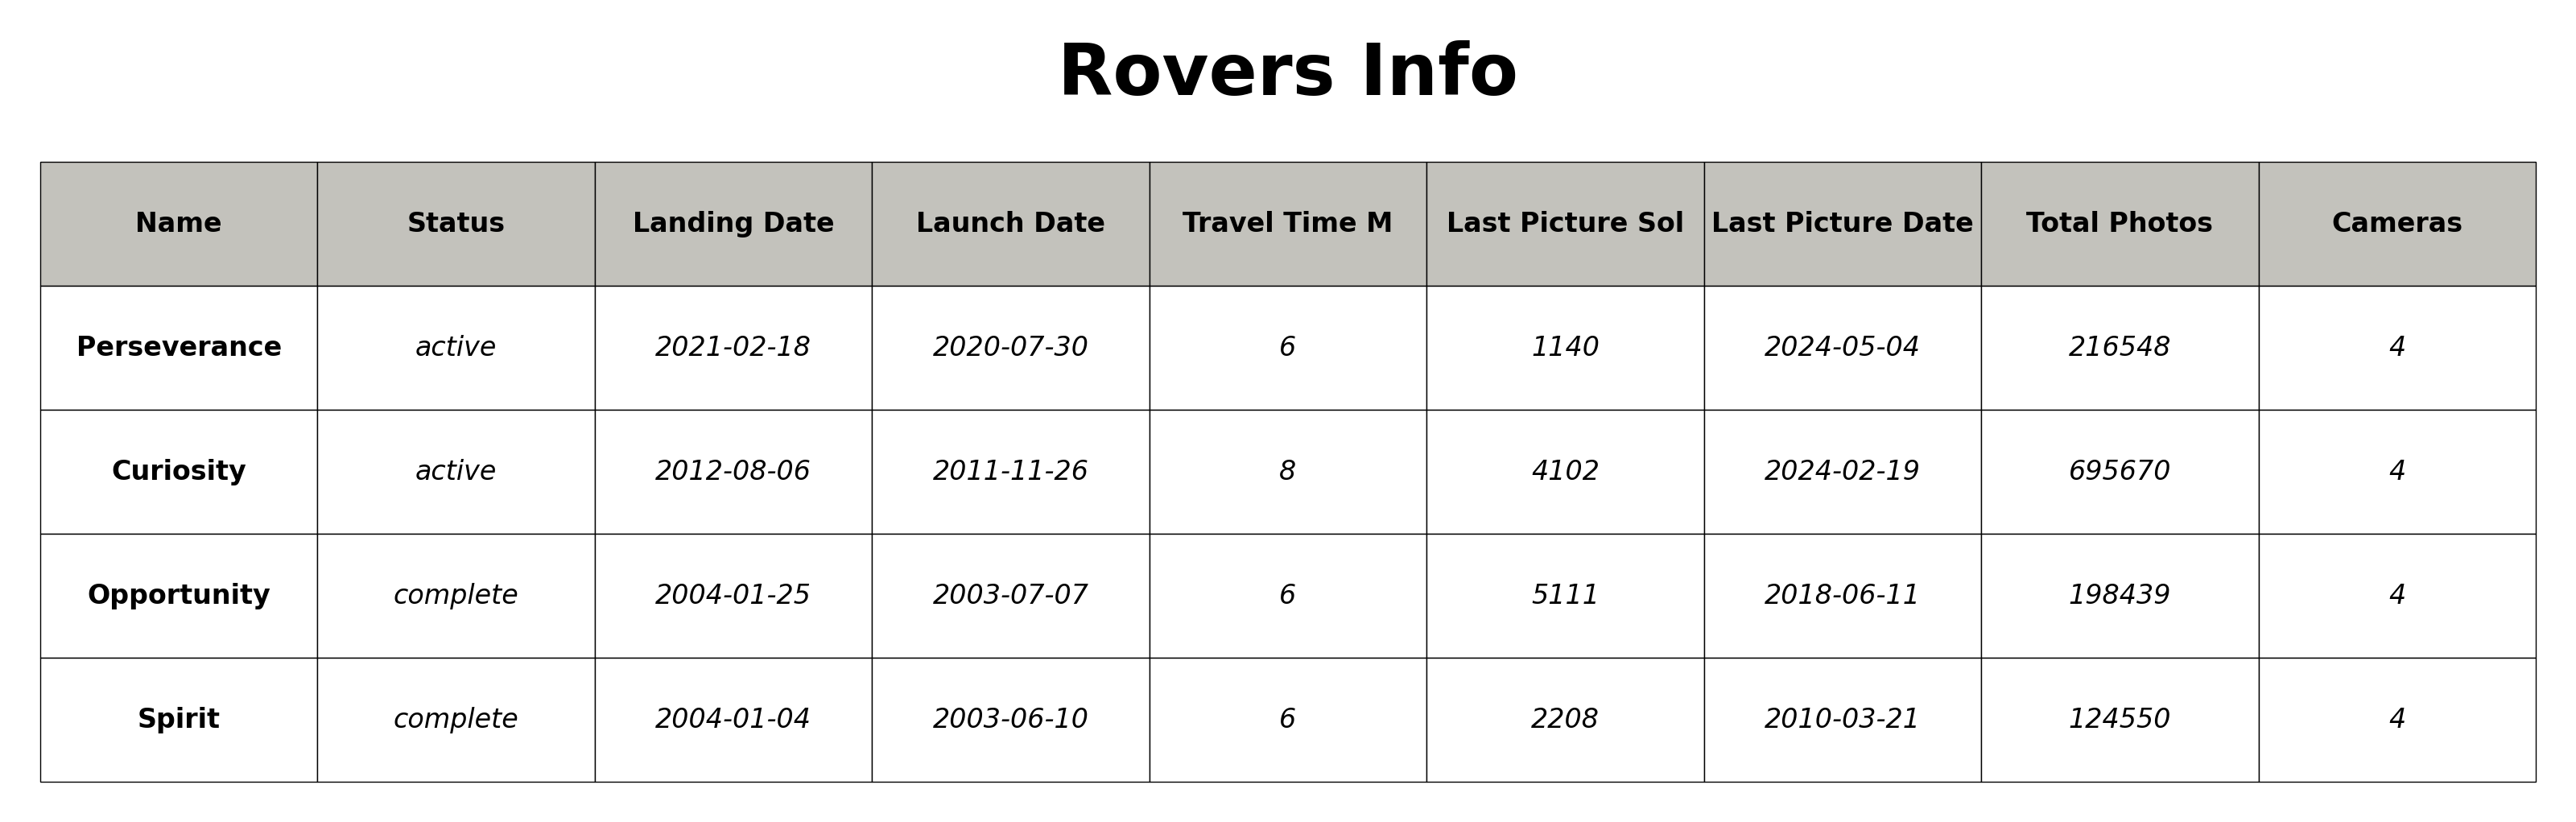 Rovers Info
Name Status Landing Date Launch Date Travel Time M Last Picture Sol Last Picture Date Total Photos Cameras
Perseverance active 2021-02-18 2020-07-30 6 1140 2024-05-04 216548 4
Curiosity active 2012-08-06 2011-11-26 8 4102 2024-02-19 695670 4
Opportunity complete 2004-01-25 2003-07-07 6 5111 2018-06-11 198439 4
Spirit complete 2004-01-04 2003-06-10 6 2208 2010-03-21 124550 4